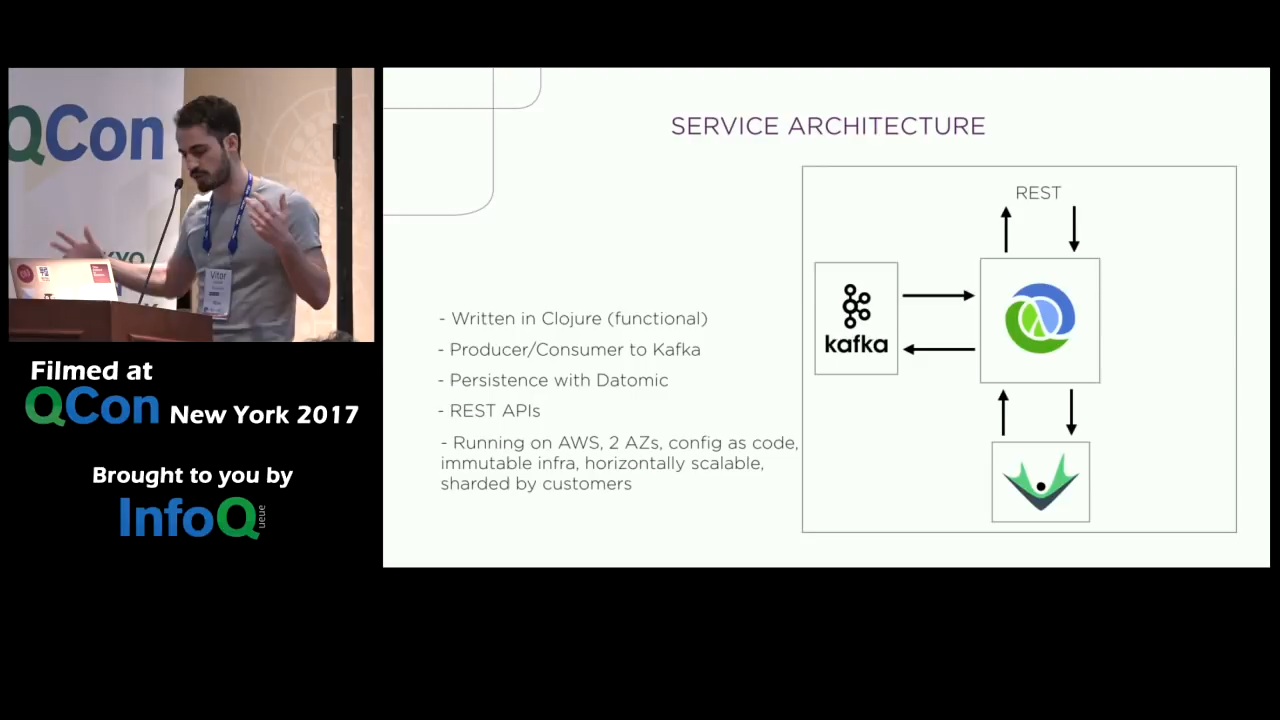 QCon
Vitor
Filmed at
QCon New York 2017
Brought to you by
InfoQ
ueue
SERVICE ARCHITECTURE
REST
kafka
- Written in Clojure (functional)
- Producer/Consumer to Kafka
- Persistence with Datomic
- REST APIs
- Running on AWS, 2 AZs, config as code,
immutable infra, horizontally scalable,
sharded by customers